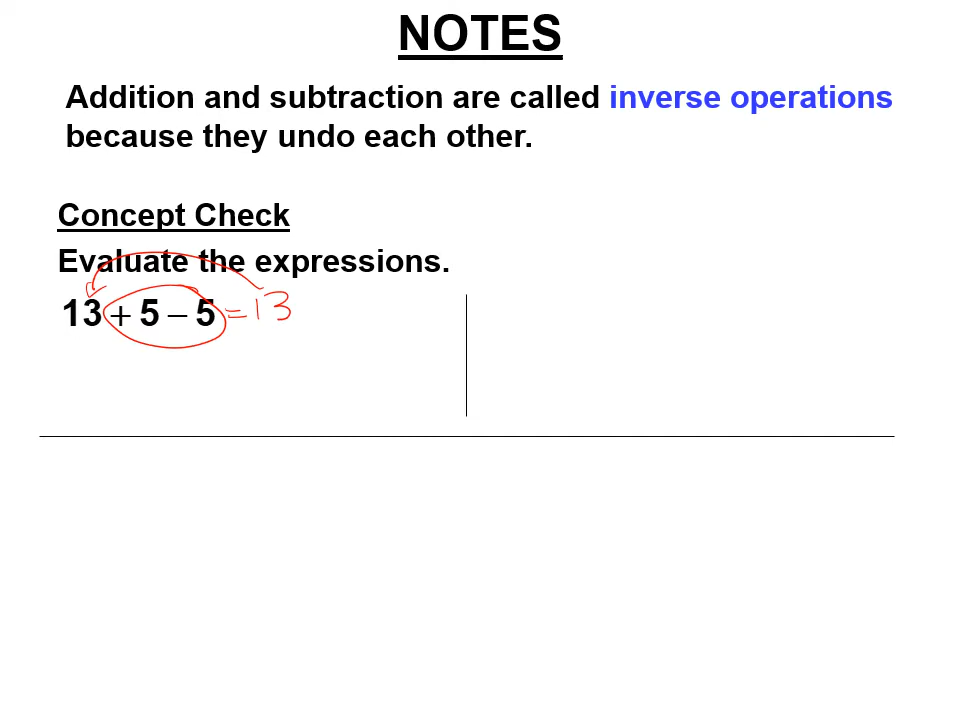 NOTES
Addition and subtraction are called inverse operations
because they undo each other.
Concept Check
Evaluate the expressions.
13 + 5 − 5 = 13